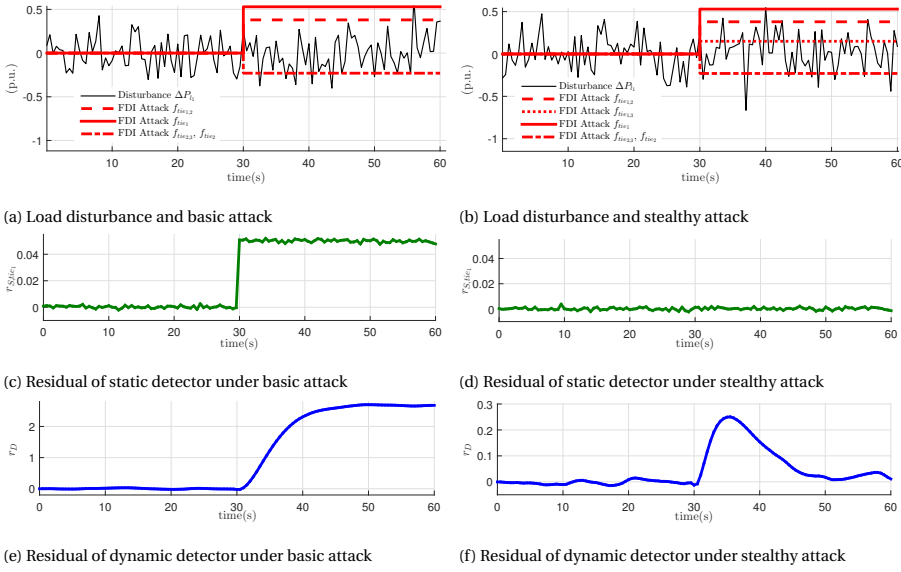 0.5
0
-0.5
-1
(p.u.)
Disturbance ΔP_{l_1}
FDI Attack f_{tie_{1,2}}
FDI Attack f_{tie_1}
FDI Attack f_{tie_{2,3}}, f_{tie_2}
10 20 30 40 50 60
time(s)
(a) Load disturbance and basic attack
0.5
0
-0.5
-1
(p.u.)
Disturbance ΔP_{l_1}
FDI Attack f_{tie_{1,2}}
FDI Attack f_{tie_{1,3}}
FDI Attack f_{tie_1}
FDI Attack f_{tie_{2,3}}, f_{tie_2}
10 20 30 40 50 60
time(s)
(b) Load disturbance and stealthy attack
0.04
0.02
0
r_{S,tie_1}
0 10 20 30 40 50 60
time(s)
(c) Residual of static detector under basic attack
0.04
0.02
0
r_{S,tie_1}
0 10 20 30 40 50 60
time(s)
(d) Residual of static detector under stealthy attack
2
1
0
r_D
0 10 20 30 40 50 60
time(s)
(e) Residual of dynamic detector under basic attack
0.3
0.2
0.1
0
r_D
0 10 20 30 40 50 60
time(s)
(f) Residual of dynamic detector under stealthy attack